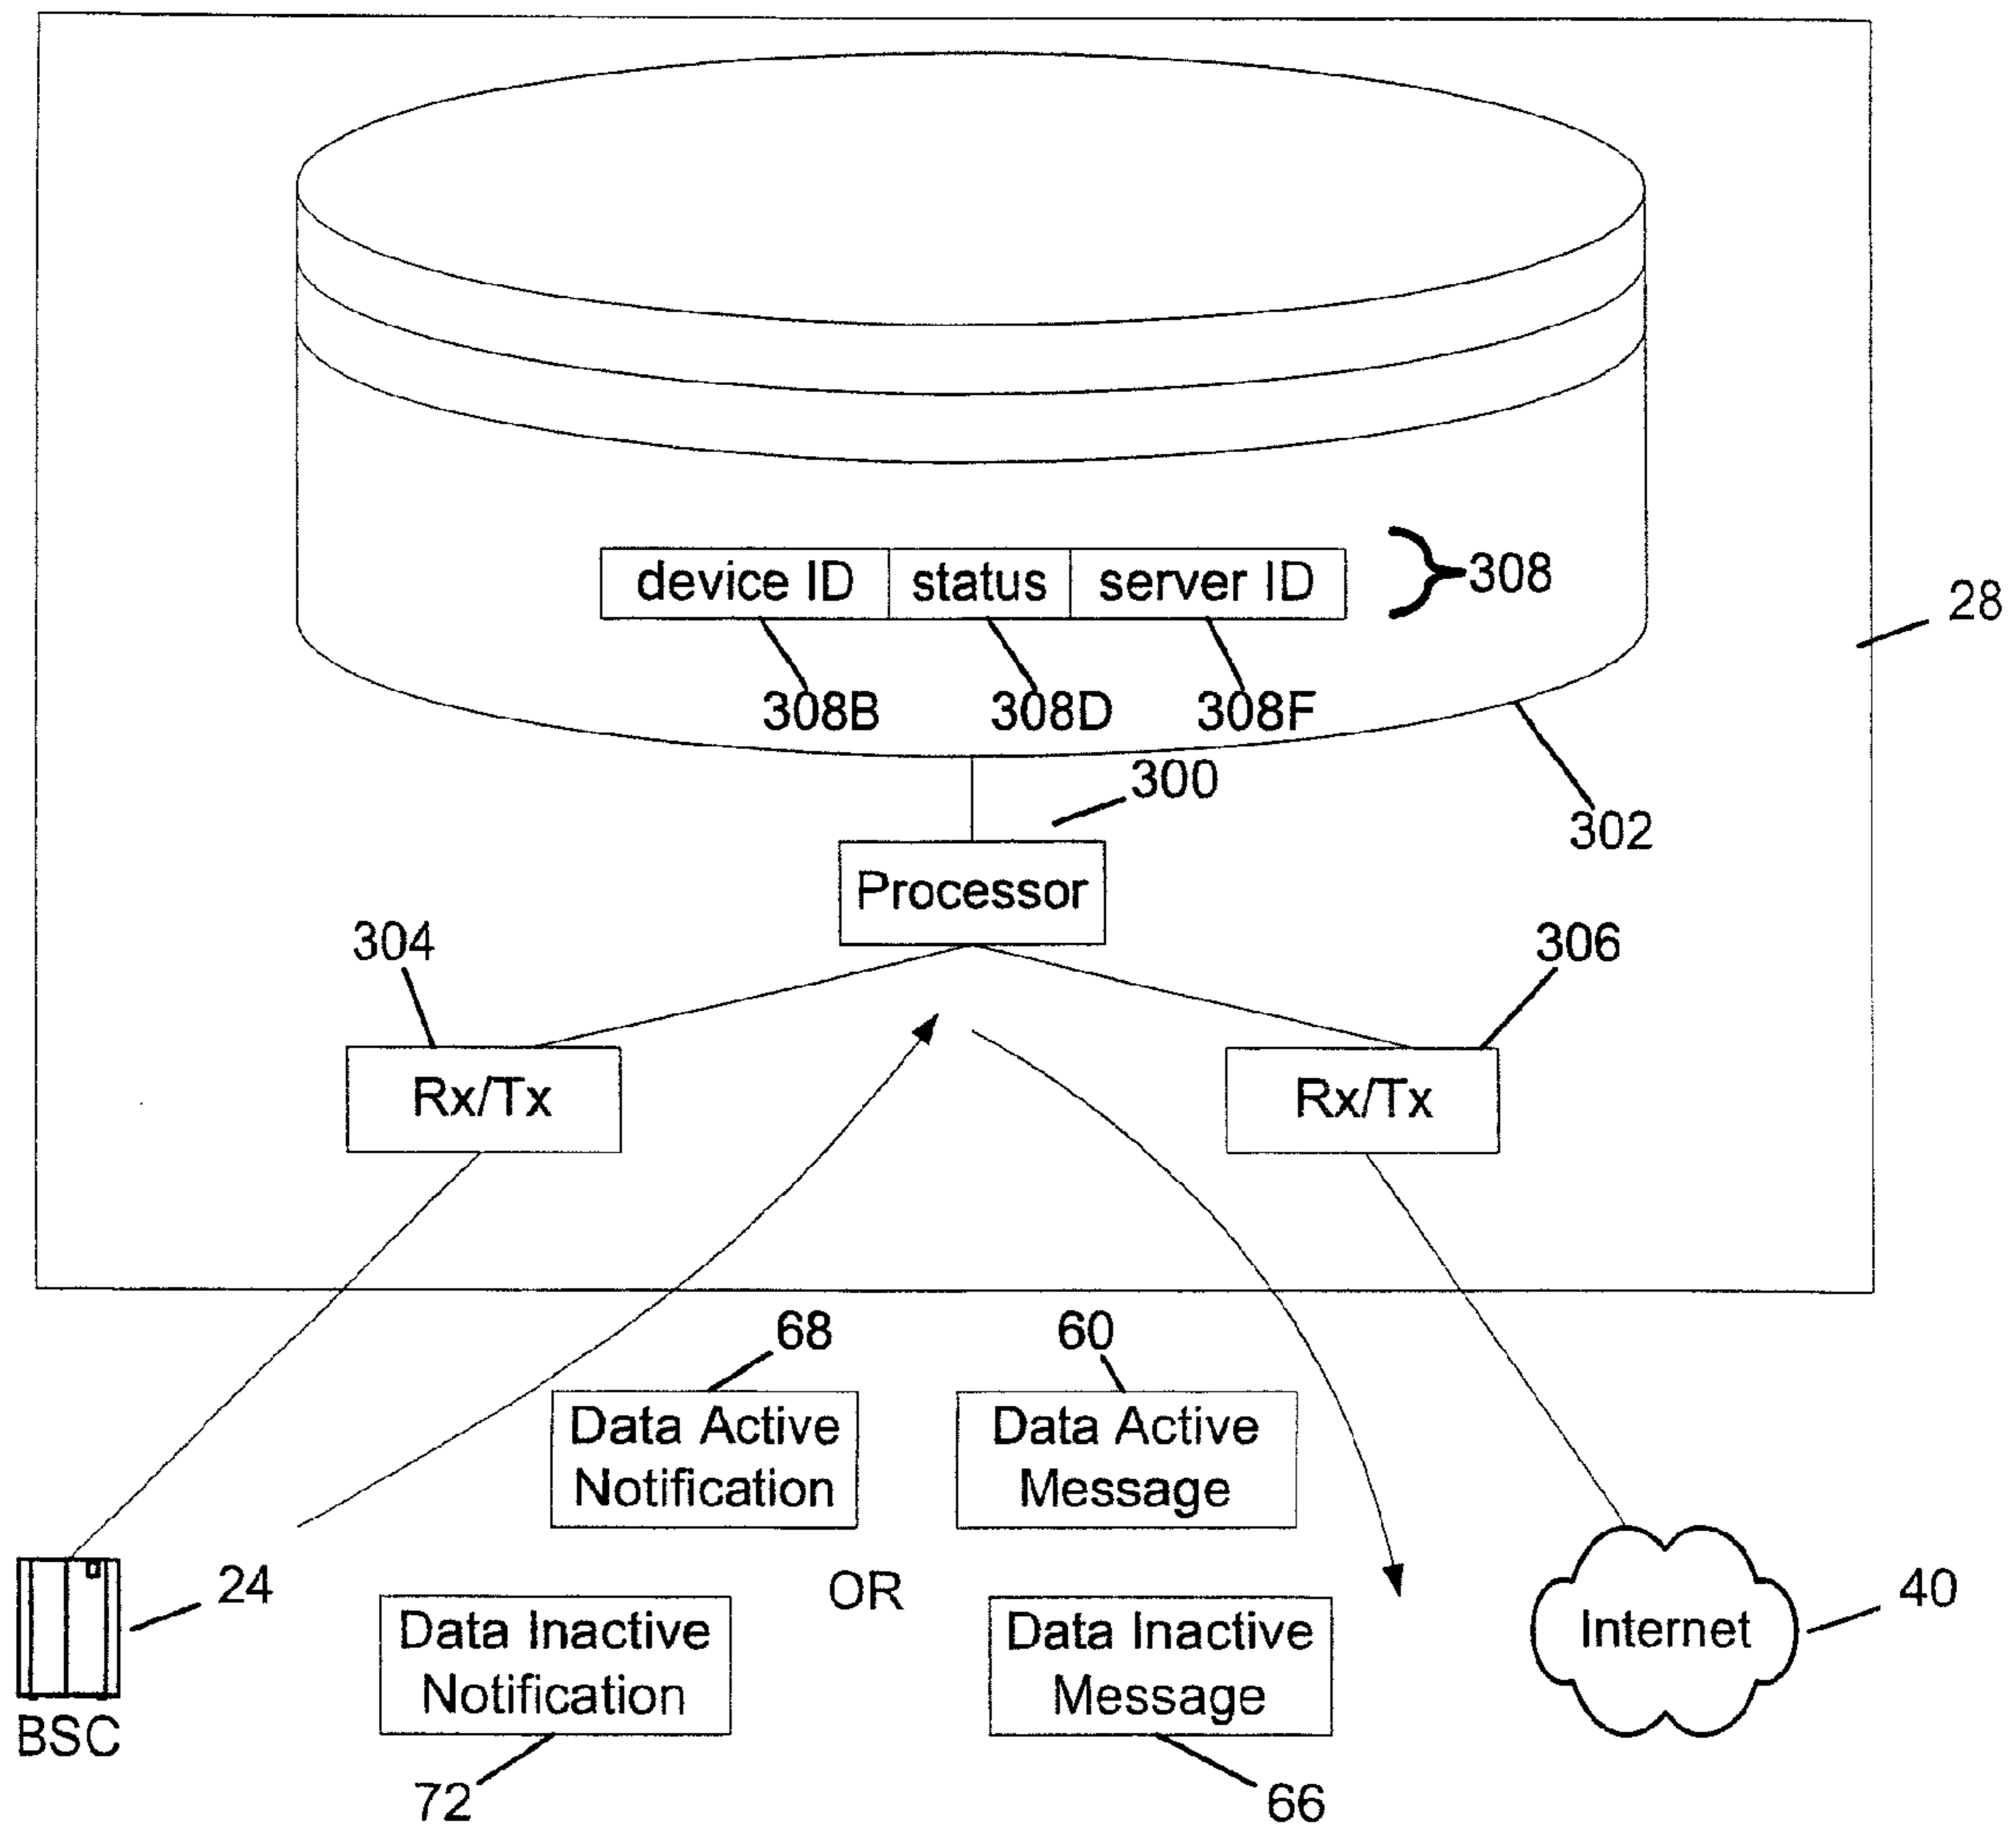 device ID status server ID
308
28
308B 308D 308F
300
302
Processor
304
306
Rx/Tx
Rx/Tx
68
60
Data Active
Notification
Data Active
Message
24
OR
40
Data Inactive
Notification
Data Inactive
Message
Internet
BSC
72
66